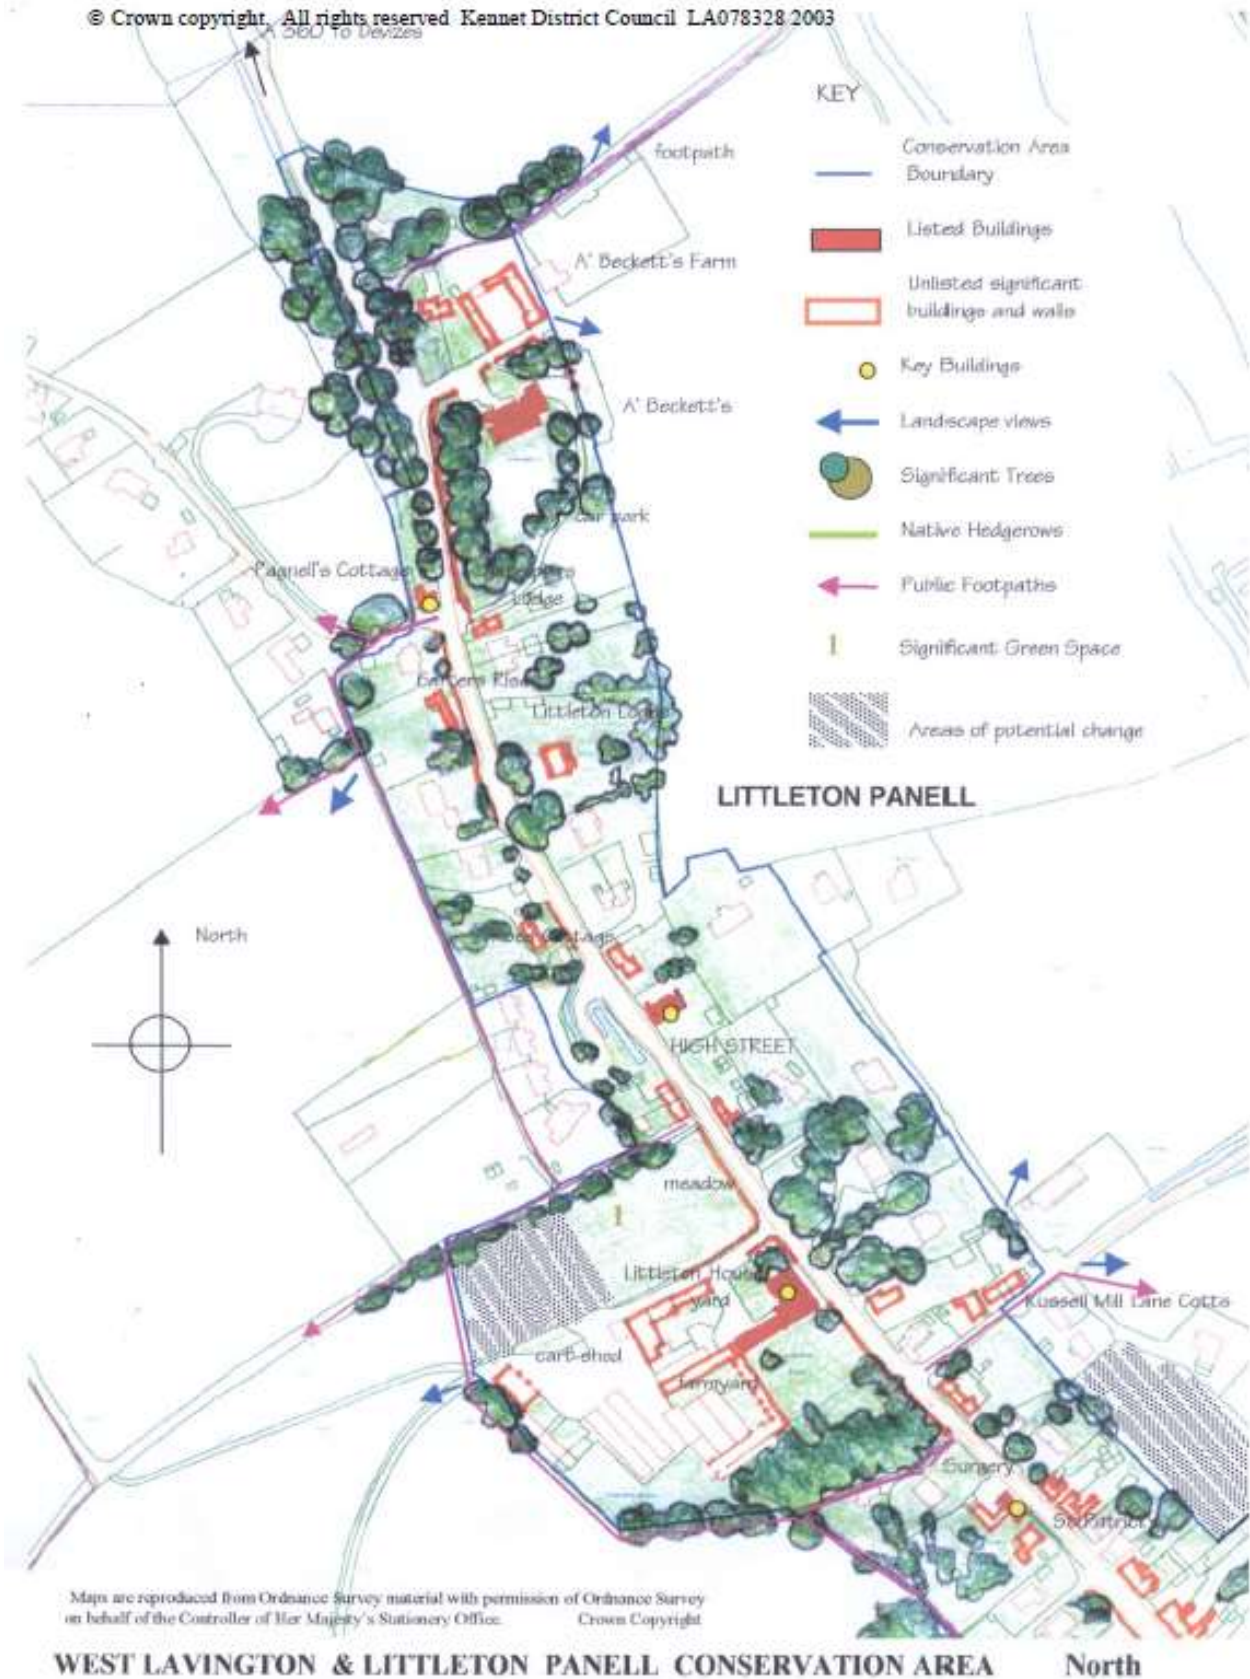 © Crown copyright. All rights reserved Kennet District Council LA078328 2003
A 360 To Devizes
KEY
Conservation Area
Boundary
footpath
Listed Buildings
A' Beckett's Farm
Unlisted significant
buildings and walls
Key Buildings
A' Beckett's
Landscape views
Significant Trees
car park
Native Hedgerows
Pagnell's Cottage
Lodge
Public Footpaths
1
Significant Green Space
Littleton
Areas of potential change
LITTLETON PANELL
North
HIGH STREET
meadow
1
Littleton House
yard
Russell Mill Lane Cotts
cart-shed
farmyard
Surgery
Maps are reproduced from Ordnance Survey material with permission of Ordnance Survey
on behalf of the Controller of Her Majesty's Stationery Office. Crown Copyright
WEST LAVINGTON & LITTLETON PANELL CONSERVATION AREA North